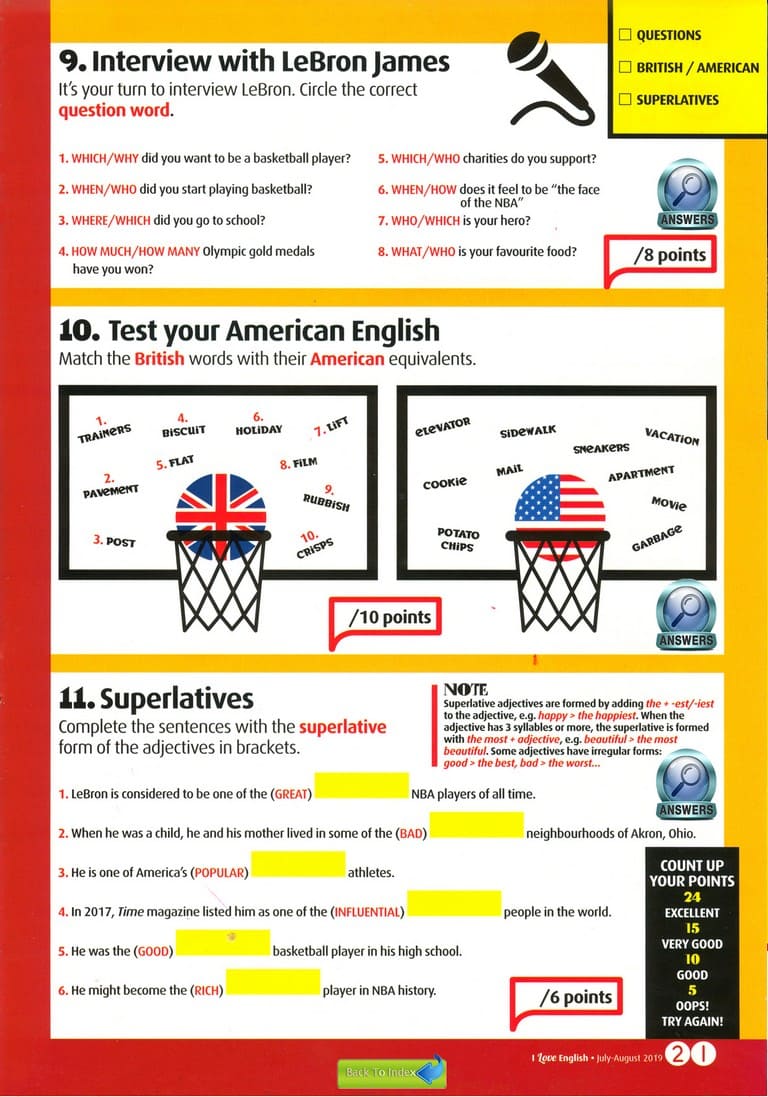 QUESTIONS
BRITISH / AMERICAN
SUPERLATIVES
9. Interview with LeBron James
It's your turn to interview LeBron. Circle the correct
question word.
1. WHICH/WHY did you want to be a basketball player?
2. WHEN/WHO did you start playing basketball?
3. WHERE/WHICH did you go to school?
4. HOW MUCH/HOW MANY Olympic gold medals
have you won?
5. WHICH/WHO charities do you support?
6. WHEN/HOW does it feel to be "the face
of the NBA"
7. WHO/WHICH is your hero?
8. WHAT/WHO is your favourite food?
ANSWERS
/8 points
10. Test your American English
Match the British words with their American equivalents.
1. TRAINERS
4. BISCUIT
6. HOLIDAY
7. LIFT
5. FLAT
8. FILM
2. PAVEMENT
9. RUBBISH
3. POST
10. CRISPS
ELEVATOR
SIDEWALK
SNEAKERS
VACATION
COOKIE
MAIL
APARTMENT
MOVIE
POTATO
CHIPS
GARBAGE
/10 points
ANSWERS
11. Superlatives
Complete the sentences with the superlative
form of the adjectives in brackets.
NOTE
Superlative adjectives are formed by adding the + -est/-iest
to the adjective, e.g. happy > the happiest. When the
adjective has 3 syllables or more, the superlative is formed
with the most + adjective, e.g. beautiful > the most
beautiful. Some adjectives have irregular forms:
good > the best, bad > the worst...
ANSWERS
1. LeBron is considered to be one of the (GREAT) NBA players of all time.
2. When he was a child, he and his mother lived in some of the (BAD) neighbourhoods of Akron, Ohio.
3. He is one of America's (POPULAR) athletes.
4. In 2017, Time magazine listed him as one of the (INFLUENTIAL) people in the world.
5. He was the (GOOD) basketball player in his high school.
6. He might become the (RICH) player in NBA history.
/6 points
COUNT UP
YOUR POINTS
24
EXCELLENT
15
VERY GOOD
10
GOOD
5
OOPS!
TRY AGAIN!
I Love English • July-August 2019 21
Back To Index